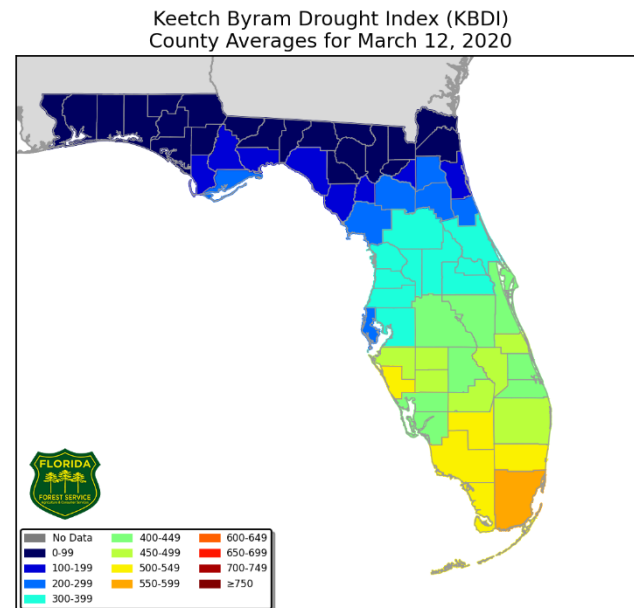 Keetch Byram Drought Index (KBDI)
County Averages for March 12, 2020
FLORIDA
FOREST SERVICE
No Data
0-99
100-199
200-299
300-399
400-449
450-499
500-549
550-599
600-649
650-699
700-749
≥750